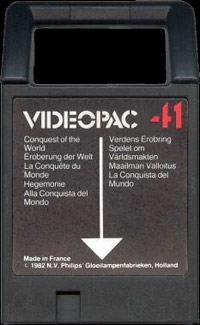 VIDEOPAC 41
Conquest of the
World
Eroberung der Welt
La Conquête du
Monde
Hegemonie
Alla Conquista del
Mondo
Verdens Erobring
Spelet om
Världsmakten
Maailman Valloitus
La Conquista del
Mundo
Made in France
© 1982 N.V. Philips' Gloeilampenfabrieken, Holland